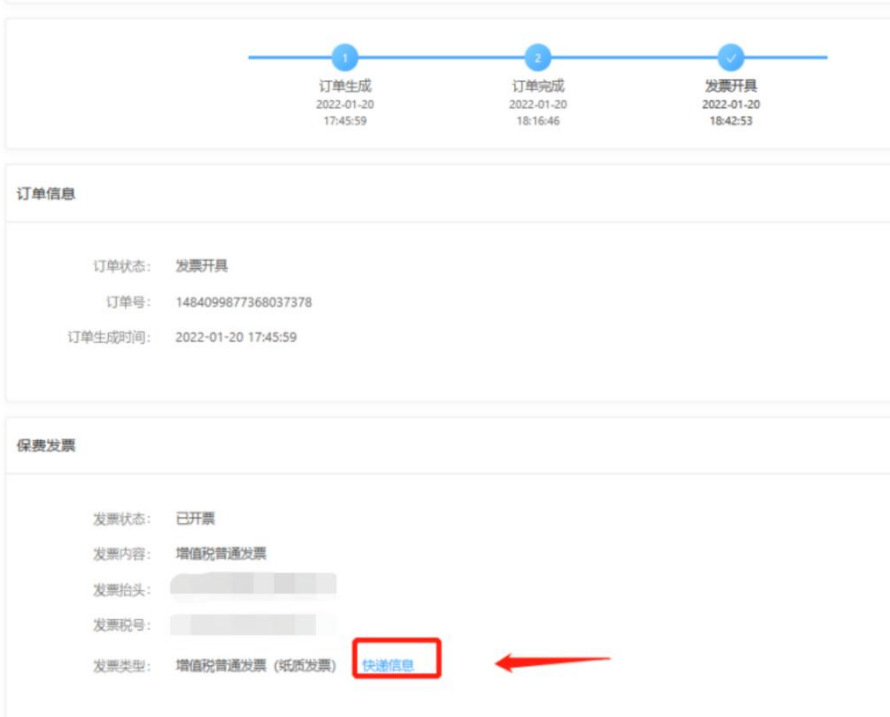 1
2
订单生成
订单完成
发票开具
2022-01-20
2022-01-20
2022-01-20
17:45:59
18:16:46
18:42:53
订单信息
订单状态： 发票开具
订单号： 1484099877368037378
订单生成时间： 2022-01-20 17:45:59
保费发票
发票状态： 已开票
发票内容： 增值税普通发票
发票抬头：
发票税号：
发票类型： 增值税普通发票（纸质发票） 快递信息